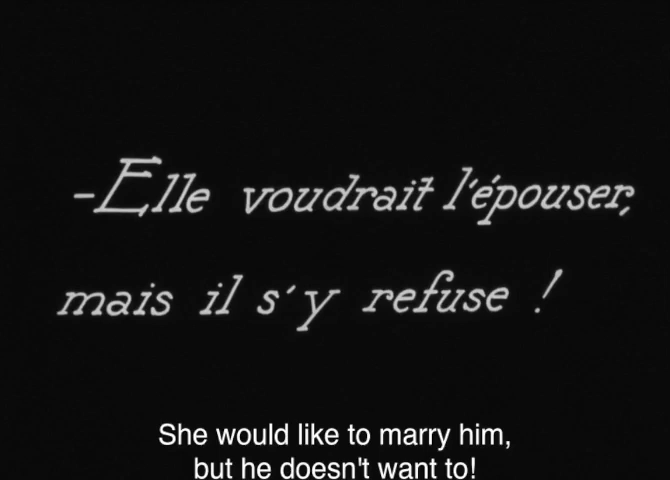 -Elle voudrait l'épouser,
mais il s'y refuse !
She would like to marry him,
but he doesn't want to!